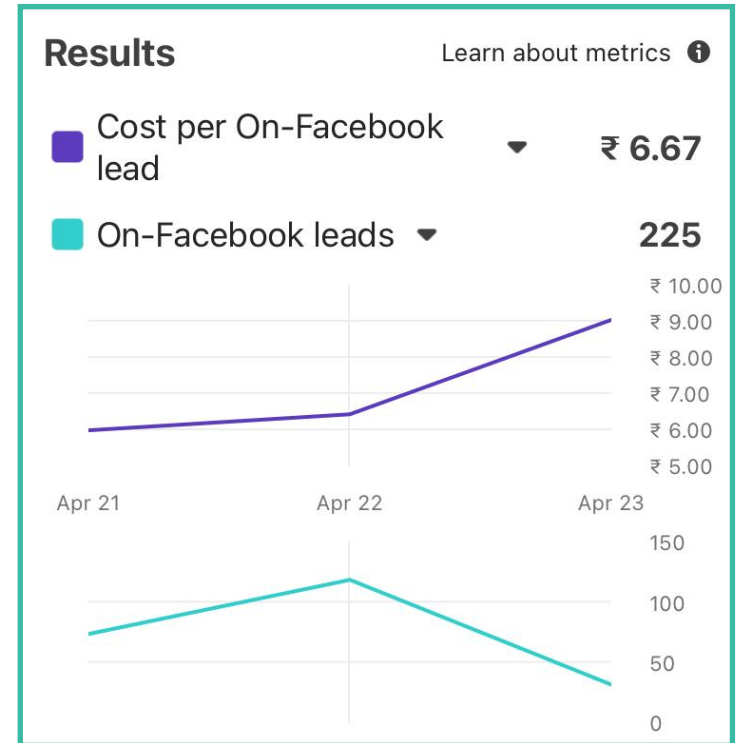 Results
Learn about metrics
Cost per On-Facebook
lead
₹ 6.67
On-Facebook leads
225
₹ 10.00
₹ 9.00
₹ 8.00
₹ 7.00
₹ 6.00
₹ 5.00
Apr 21 Apr 22 Apr 23
150
100
50
0